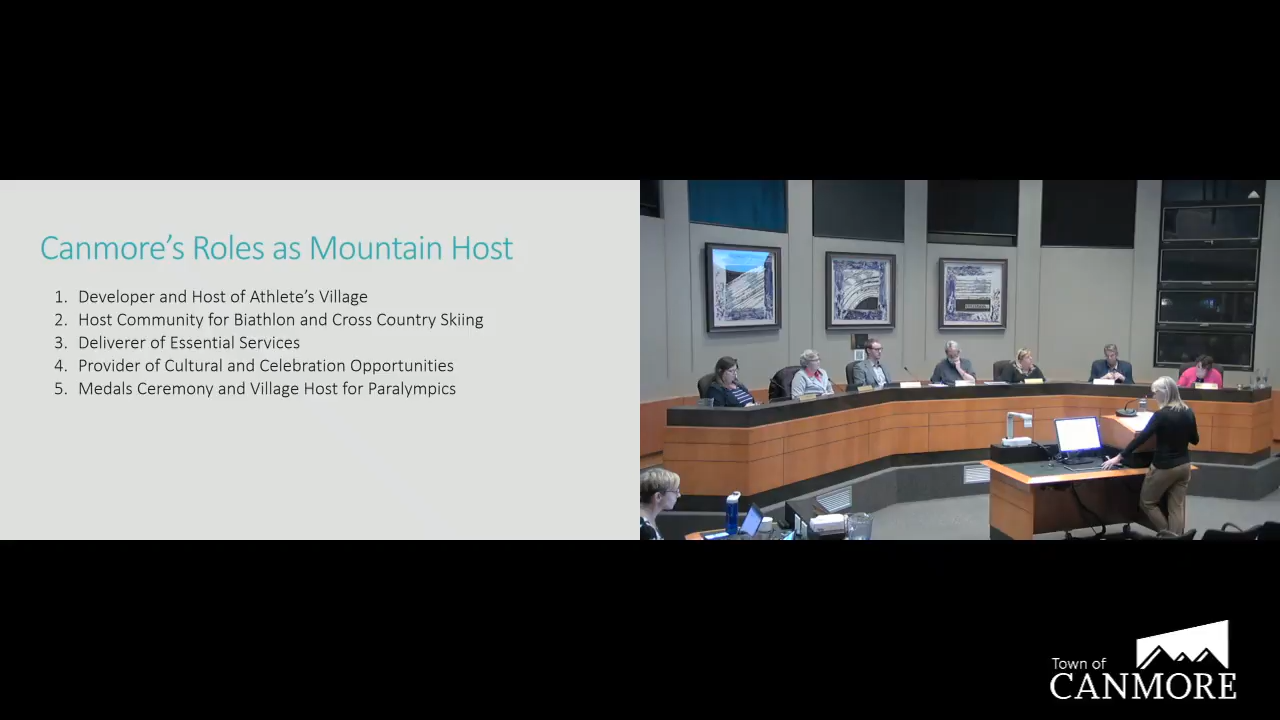 Canmore's Roles as Mountain Host
1. Developer and Host of Athlete's Village
2. Host Community for Biathlon and Cross Country Skiing
3. Deliverer of Essential Services
4. Provider of Cultural and Celebration Opportunities
5. Medals Ceremony and Village Host for Paralympics
Town of
CANMORE